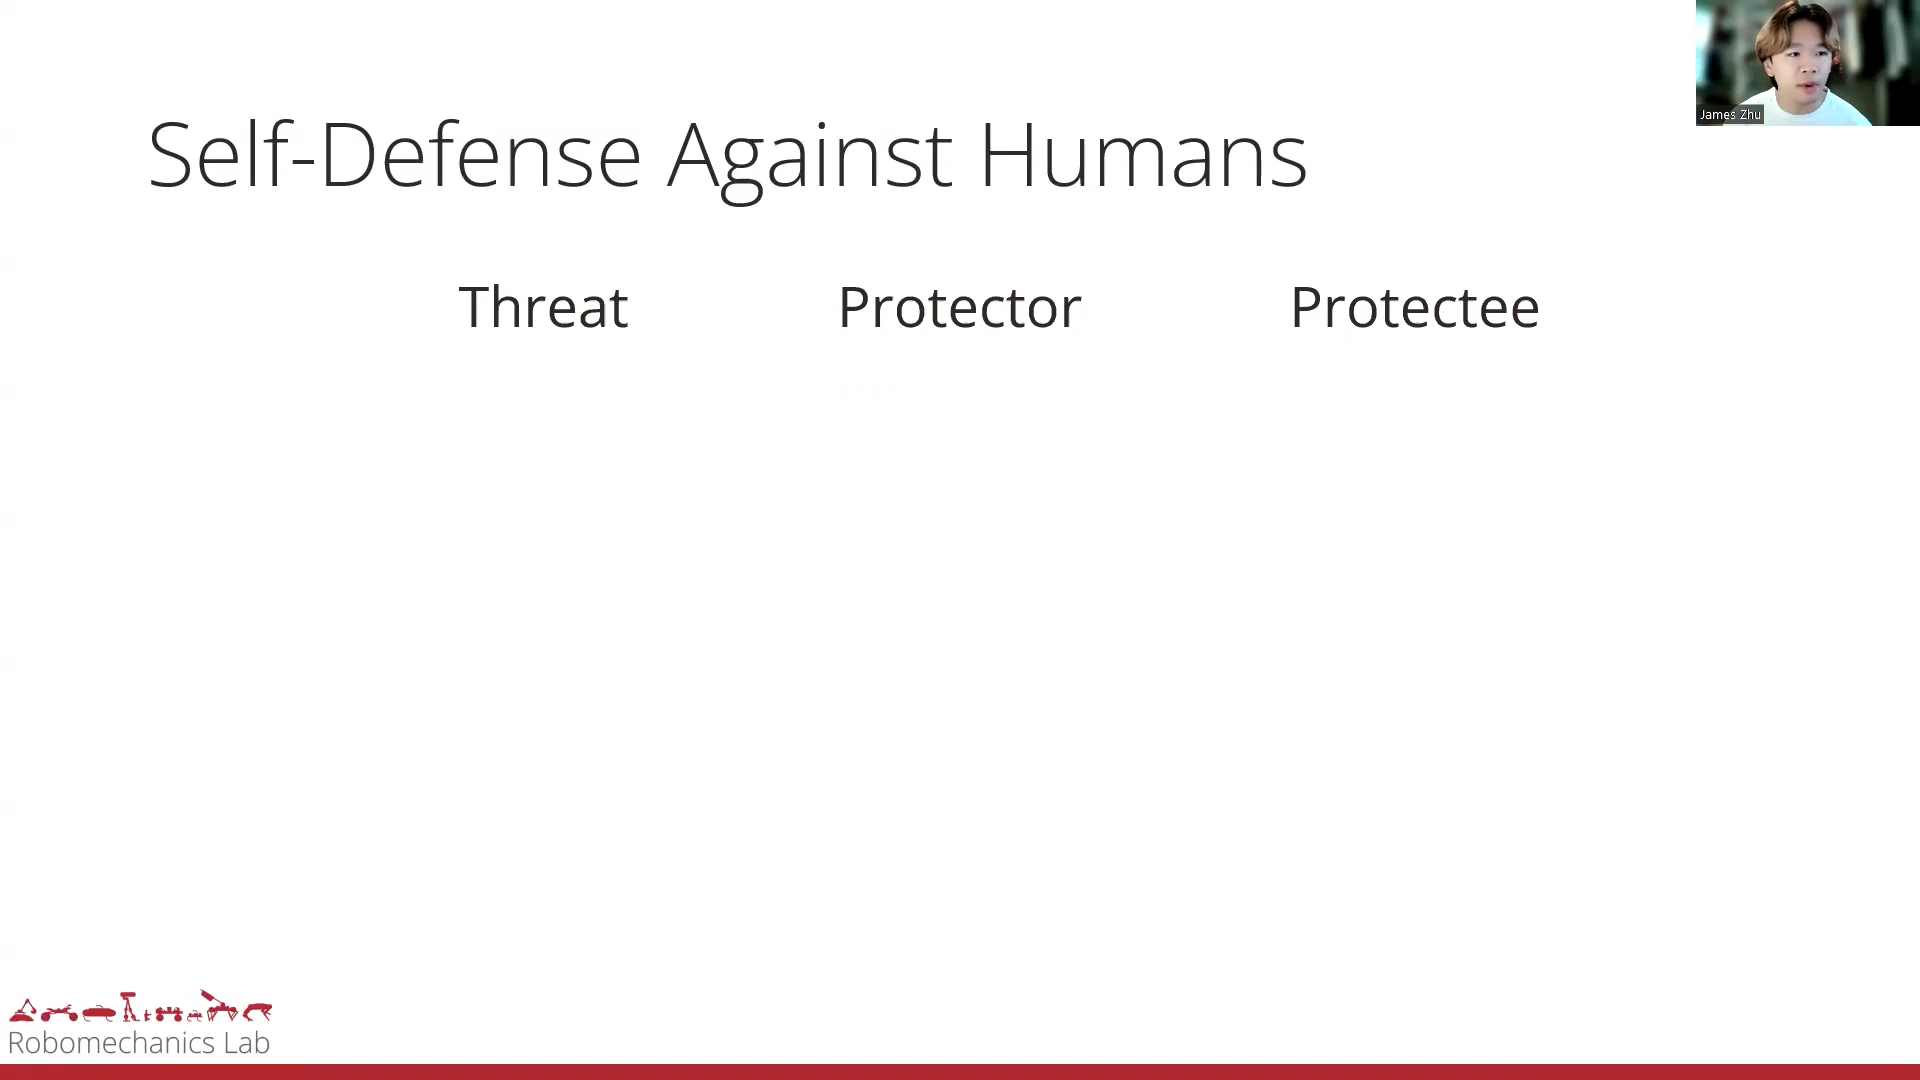 James Zhu
Self-Defense Against Humans
Threat Protector Protectee
Robomechanics Lab